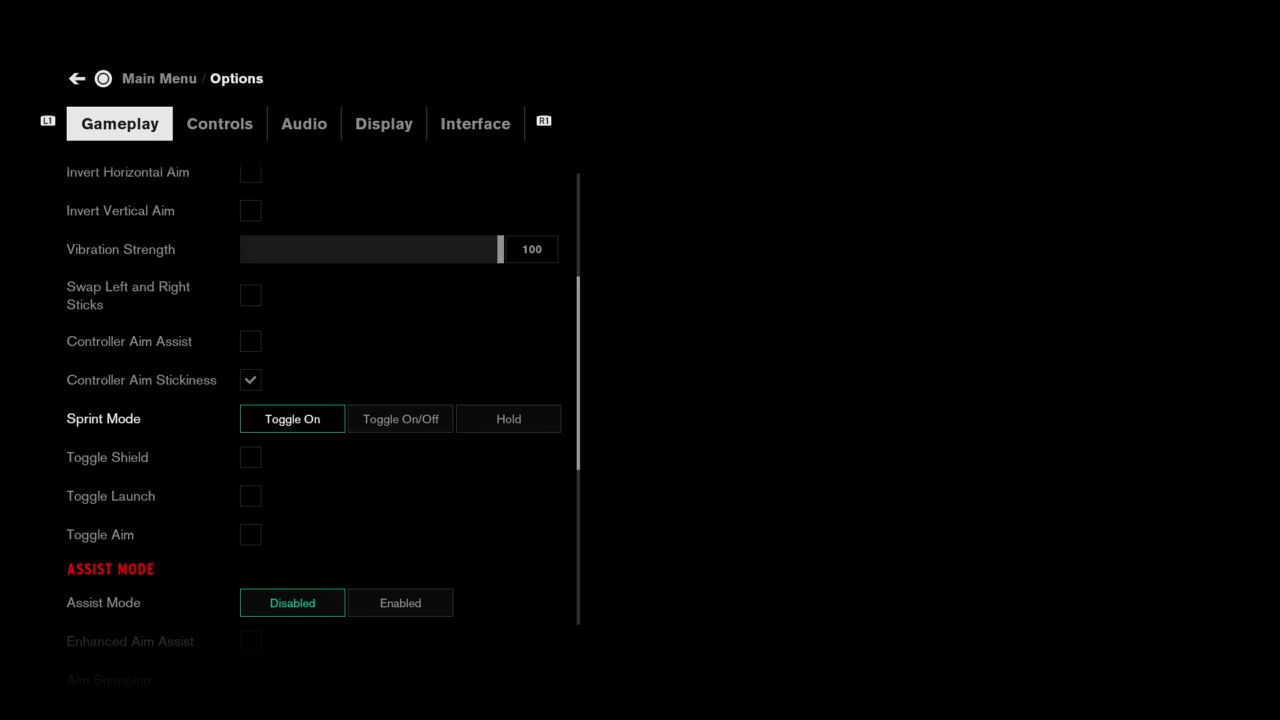 Main Menu / Options
L1 Gameplay Controls Audio Display Interface R1
Invert Horizontal Aim
Invert Vertical Aim
Vibration Strength 100
Swap Left and Right
Sticks
Controller Aim Assist
Controller Aim Stickiness
Sprint Mode Toggle On Toggle On/Off Hold
Toggle Shield
Toggle Launch
Toggle Aim
ASSIST MODE
Assist Mode Disabled Enabled
Enhanced Aim Assist
Aim Snapping